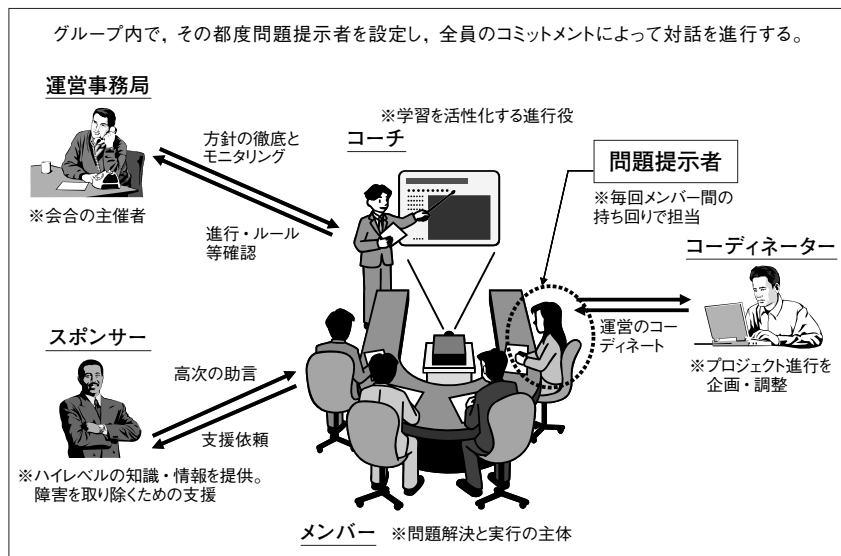 グループ内で，その都度問題提示者を設定し，全員のコミットメントによって対話を進行する。
運営事務局
※会合の主催者
方針の徹底と
モニタリング
進行・ルール
等確認
※学習を活性化する進行役
コーチ
問題提示者
※毎回メンバー間の
持ち回りで担当
コーディネーター
運営のコー
ディネート
※プロジェクト進行を
企画・調整
スポンサー
高次の助言
支援依頼
※ハイレベルの知識・情報を提供。
障害を取り除くための支援
メンバー ※問題解決と実行の主体